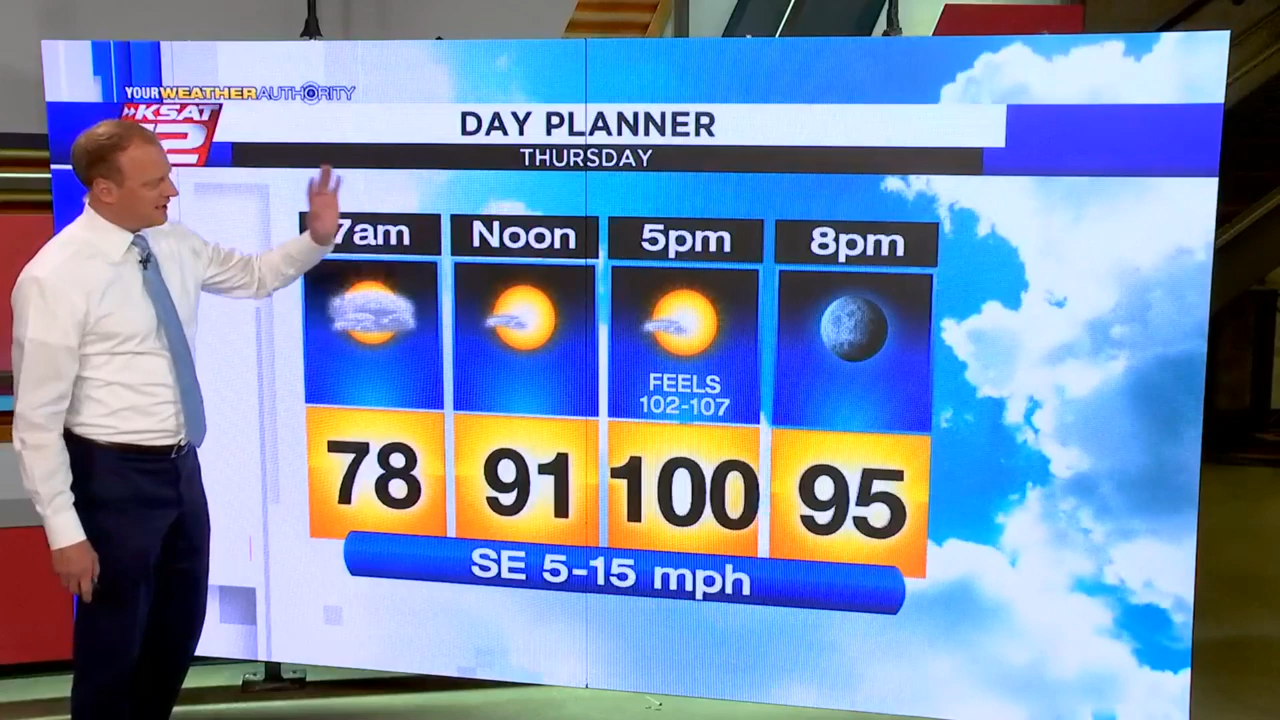 YOUR WEATHER AUTHORITY
KSAT
12
DAY PLANNER
THURSDAY
7am Noon 5pm 8pm
FEELS
102-107
78 91 100 95
SE 5-15 mph